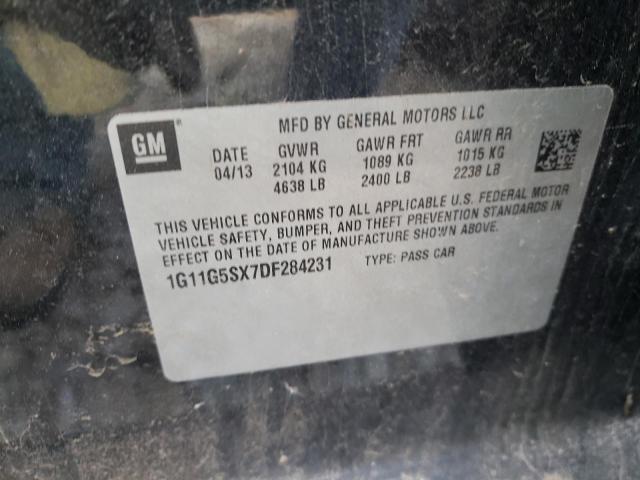 MFD BY GENERAL MOTORS LLC
GM ®
DATE GVWR GAWR FRT GAWR RR
04/13 2104 KG 1089 KG 1015 KG
4638 LB 2400 LB 2238 LB
THIS VEHICLE CONFORMS TO ALL APPLICABLE U.S. FEDERAL MOTOR
VEHICLE SAFETY, BUMPER, AND THEFT PREVENTION STANDARDS IN
EFFECT ON THE DATE OF MANUFACTURE SHOWN ABOVE.
1G11G5SX7DF284231 TYPE: PASS CAR